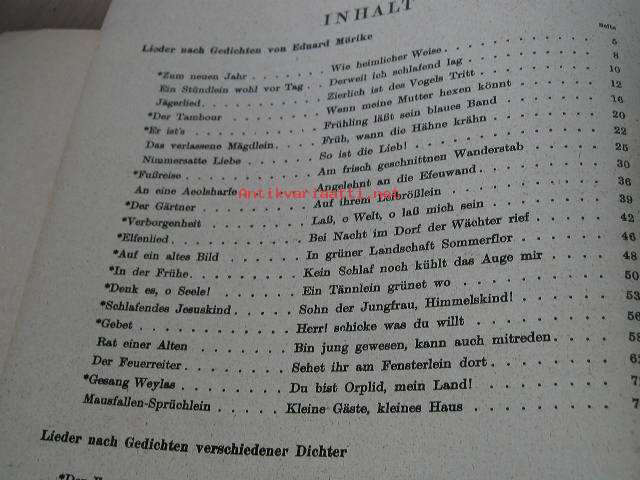 INHALT
Seite
Lieder nach Gedichten von Eduard Mörike
*Zum neuen Jahr . . . . . . . Wie heimlicher Weise . . . . . . . 5
Ein Stündlein wohl vor Tag . . Derweil ich schlafend lag . . . . . . . 8
Jägerlied . . . . . . . Zierlich ist des Vogels Tritt . . . . . . . 10
*Der Tambour . . . . . . . Wenn meine Mutter hexen könnt . . . . . . . 12
*Er ist's . . . . . . . Frühling läßt sein blaues Band . . . . . . . 16
Das verlassene Mägdlein . . Früh, wann die Hähne krähn . . . . . . . 20
Nimmersatte Liebe . . . . So ist die Lieb! . . . . . . . 22
*Fußreise . . . . . . . Am frisch geschnittnen Wanderstab . . . . . . . 25
An eine Aeolsharfe . . . . Angelehnt an die Efeuwand . . . . . . . 30
*Der Gärtner . . . . . . . Auf ihrem Leibrößlein . . . . . . . 36
*Verborgenheit . . . . . . . Laß, o Welt, o laß mich sein . . . . . . . 39
*Elfenlied . . . . . . . Bei Nacht im Dorf der Wächter rief . . . . . . . 42
*Auf ein altes Bild . . . . . In grüner Landschaft Sommerflor . . . . . . . 46
*In der Frühe . . . . . . . Kein Schlaf noch kühlt das Auge mir . . . . . . . 48
*Denk es, o Seele! . . . . . . Ein Tännlein grünet wo . . . . . . . 50
*Schlafendes Jesuskind . . . . Sohn der Jungfrau, Himmelskind! . . . . . . . 53
*Gebet . . . . . . . Herr! schicke was du willt . . . . . . . 56
Rat einer Alten . . . . . . . Bin jung gewesen, kann auch mitreden . . . . . . . 58
Der Feuerreiter . . . . . . . Sehet ihr am Fensterlein dort . . . . . . .
*Gesang Weylas . . . . . . . Du bist Orplid, mein Land! . . . . . . .
Mausfallen-Sprüchlein . . . . . Kleine Gäste, kleines Haus . . . . . . .
Antikvariaatti.net
Lieder nach Gedichten verschiedener Dichter